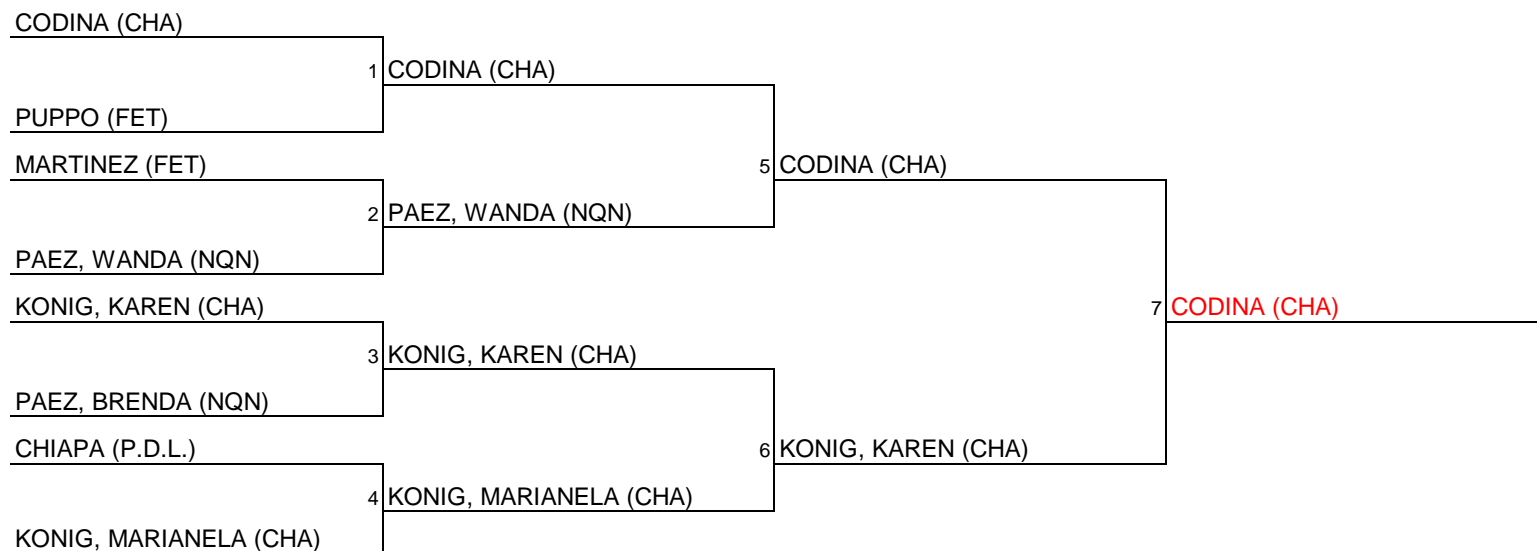 CODINA (CHA)
1 CODINA (CHA)
PUPPO (FET)
MARTINEZ (FET)
5 CODINA (CHA)
2 PAEZ, WANDA (NQN)
PAEZ, WANDA (NQN)
KONIG, KAREN (CHA)
7 CODINA (CHA)
3 KONIG, KAREN (CHA)
PAEZ, BRENDA (NQN)
CHIAPA (P.D.L.)
6 KONIG, KAREN (CHA)
4 KONIG, MARIANELA (CHA)
KONIG, MARIANELA (CHA)